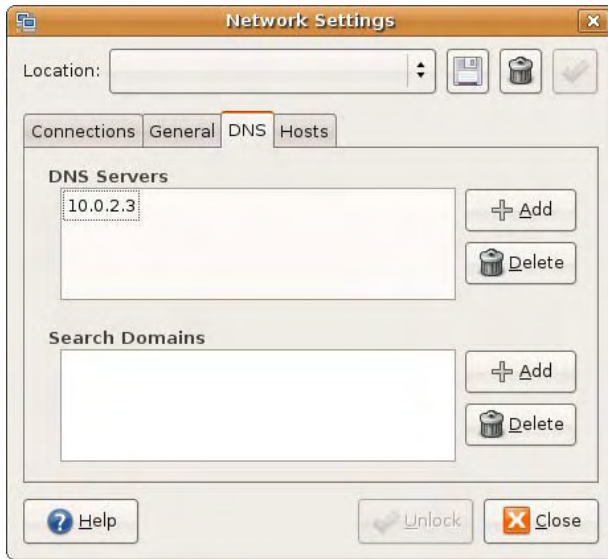 Network Settings
Location:
Connections General DNS Hosts
DNS Servers
10.0.2.3
Add
Delete
Search Domains
Add
Delete
Help Unlock Close